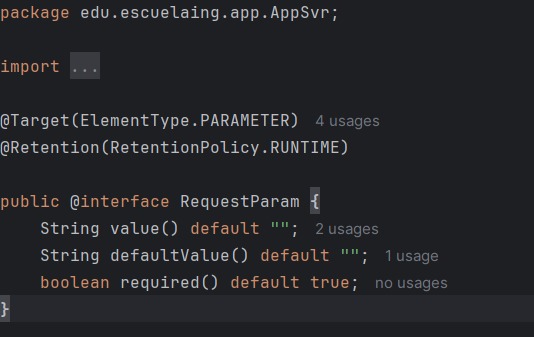 package edu.escuelaing.app.AppSvr;
import ...
@Target(ElementType.PARAMETER) 4 usages
@Retention(RetentionPolicy.RUNTIME)
public @interface RequestParam {
String value() default ""; 2 usages
String defaultValue() default ""; 1 usage
boolean required() default true; no usages
}